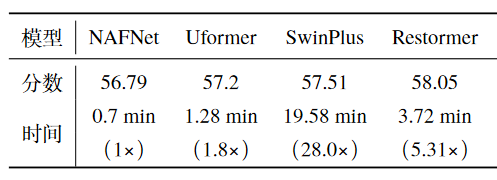 模型 NAFNet Uformer SwinPlus Restormer
分数 56.79 57.2 57.51 58.05
时间 0.7 min 1.28 min 19.58 min 3.72 min
(1×) (1.8×) (28.0×) (5.31×)